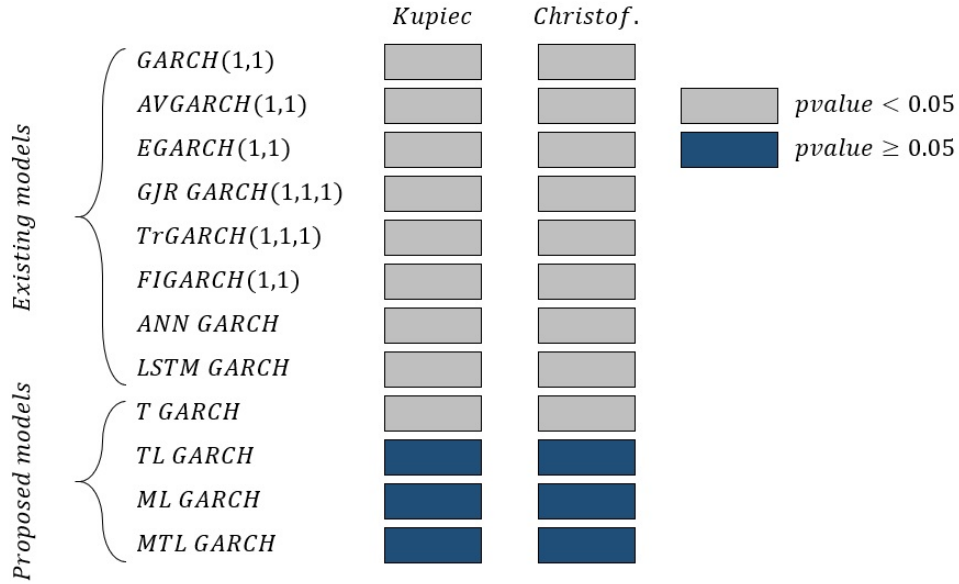 Kupiec Christof.
GARCH(1,1)
AVGARCH(1,1)
EGARCH(1,1)
GJR GARCH(1,1,1)
TrGARCH(1,1,1)
FIGARCH(1,1)
ANN GARCH
LSTM GARCH
T GARCH
TL GARCH
ML GARCH
MTL GARCH
Existing models
Proposed models
pvalue < 0.05
pvalue ≥ 0.05